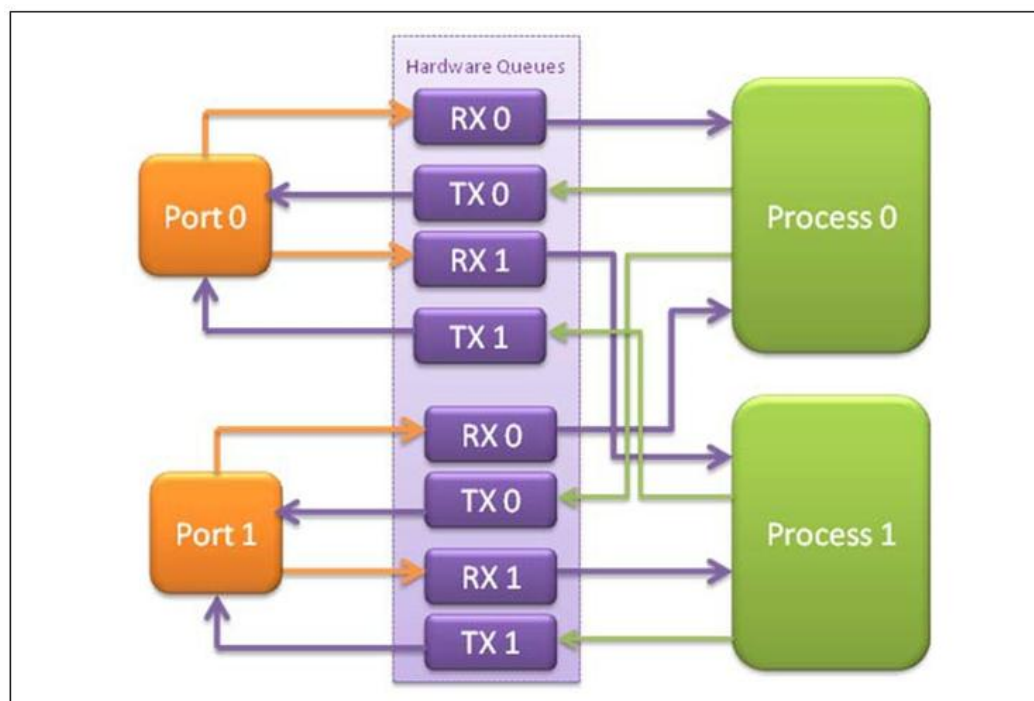 Hardware Queues
RX 0
TX 0
Port 0
Process 0
RX 1
TX 1
RX 0
TX 0
Port 1
Process 1
RX 1
TX 1